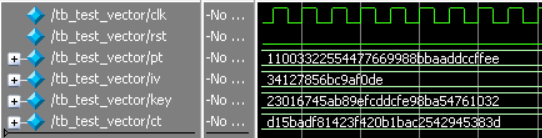 /tb_test_vector/clk -No ...
/tb_test_vector/rst -No ...
/tb_test_vector/pt -No ... 11003322554477669988bbaaddccffee
/tb_test_vector/iv -No ... 34127856bc9af0de
/tb_test_vector/key -No ... 23016745ab89efcddcfe98ba54761032
/tb_test_vector/ct -No ... d15badf81423f420b1bac2542945383d